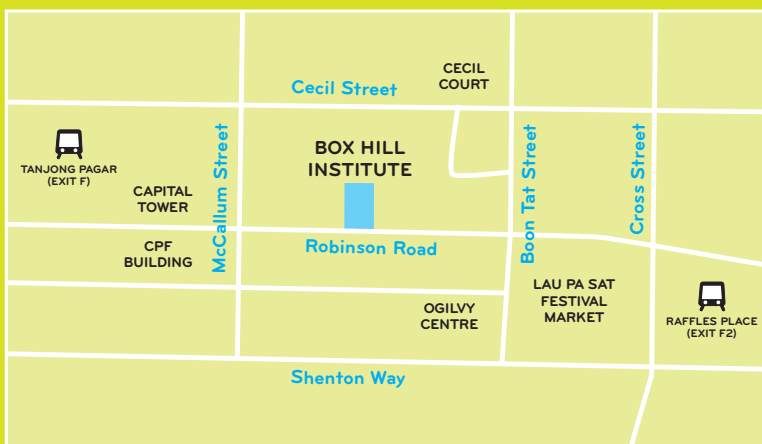 CECIL
COURT
Cecil Street
TANJONG PAGAR
(EXIT F)
McCallum Street
BOX HILL
INSTITUTE
Boon Tat Street
Cross Street
CAPITAL
TOWER
CPF
BUILDING
Robinson Road
LAU PA SAT
FESTIVAL
MARKET
OGILVY
CENTRE
RAFFLES PLACE
(EXIT F2)
Shenton Way